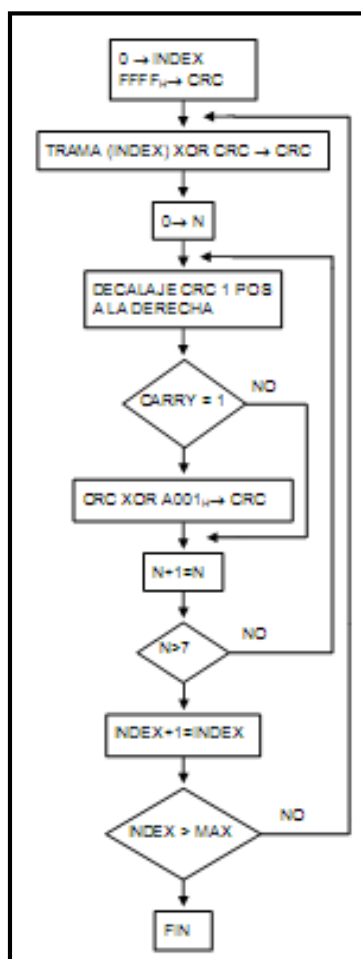 0 → INDEX
FFFFH→ CRC
TRAMA (INDEX) XOR CRC → CRC
0→ N
DECALAJE CRC 1 POS
A LA DERECHA
CARRY = 1
NO
CRC XOR A001H→ CRC
N+1=N
N>7
NO
INDEX+1=INDEX
INDEX > MAX
NO
FIN